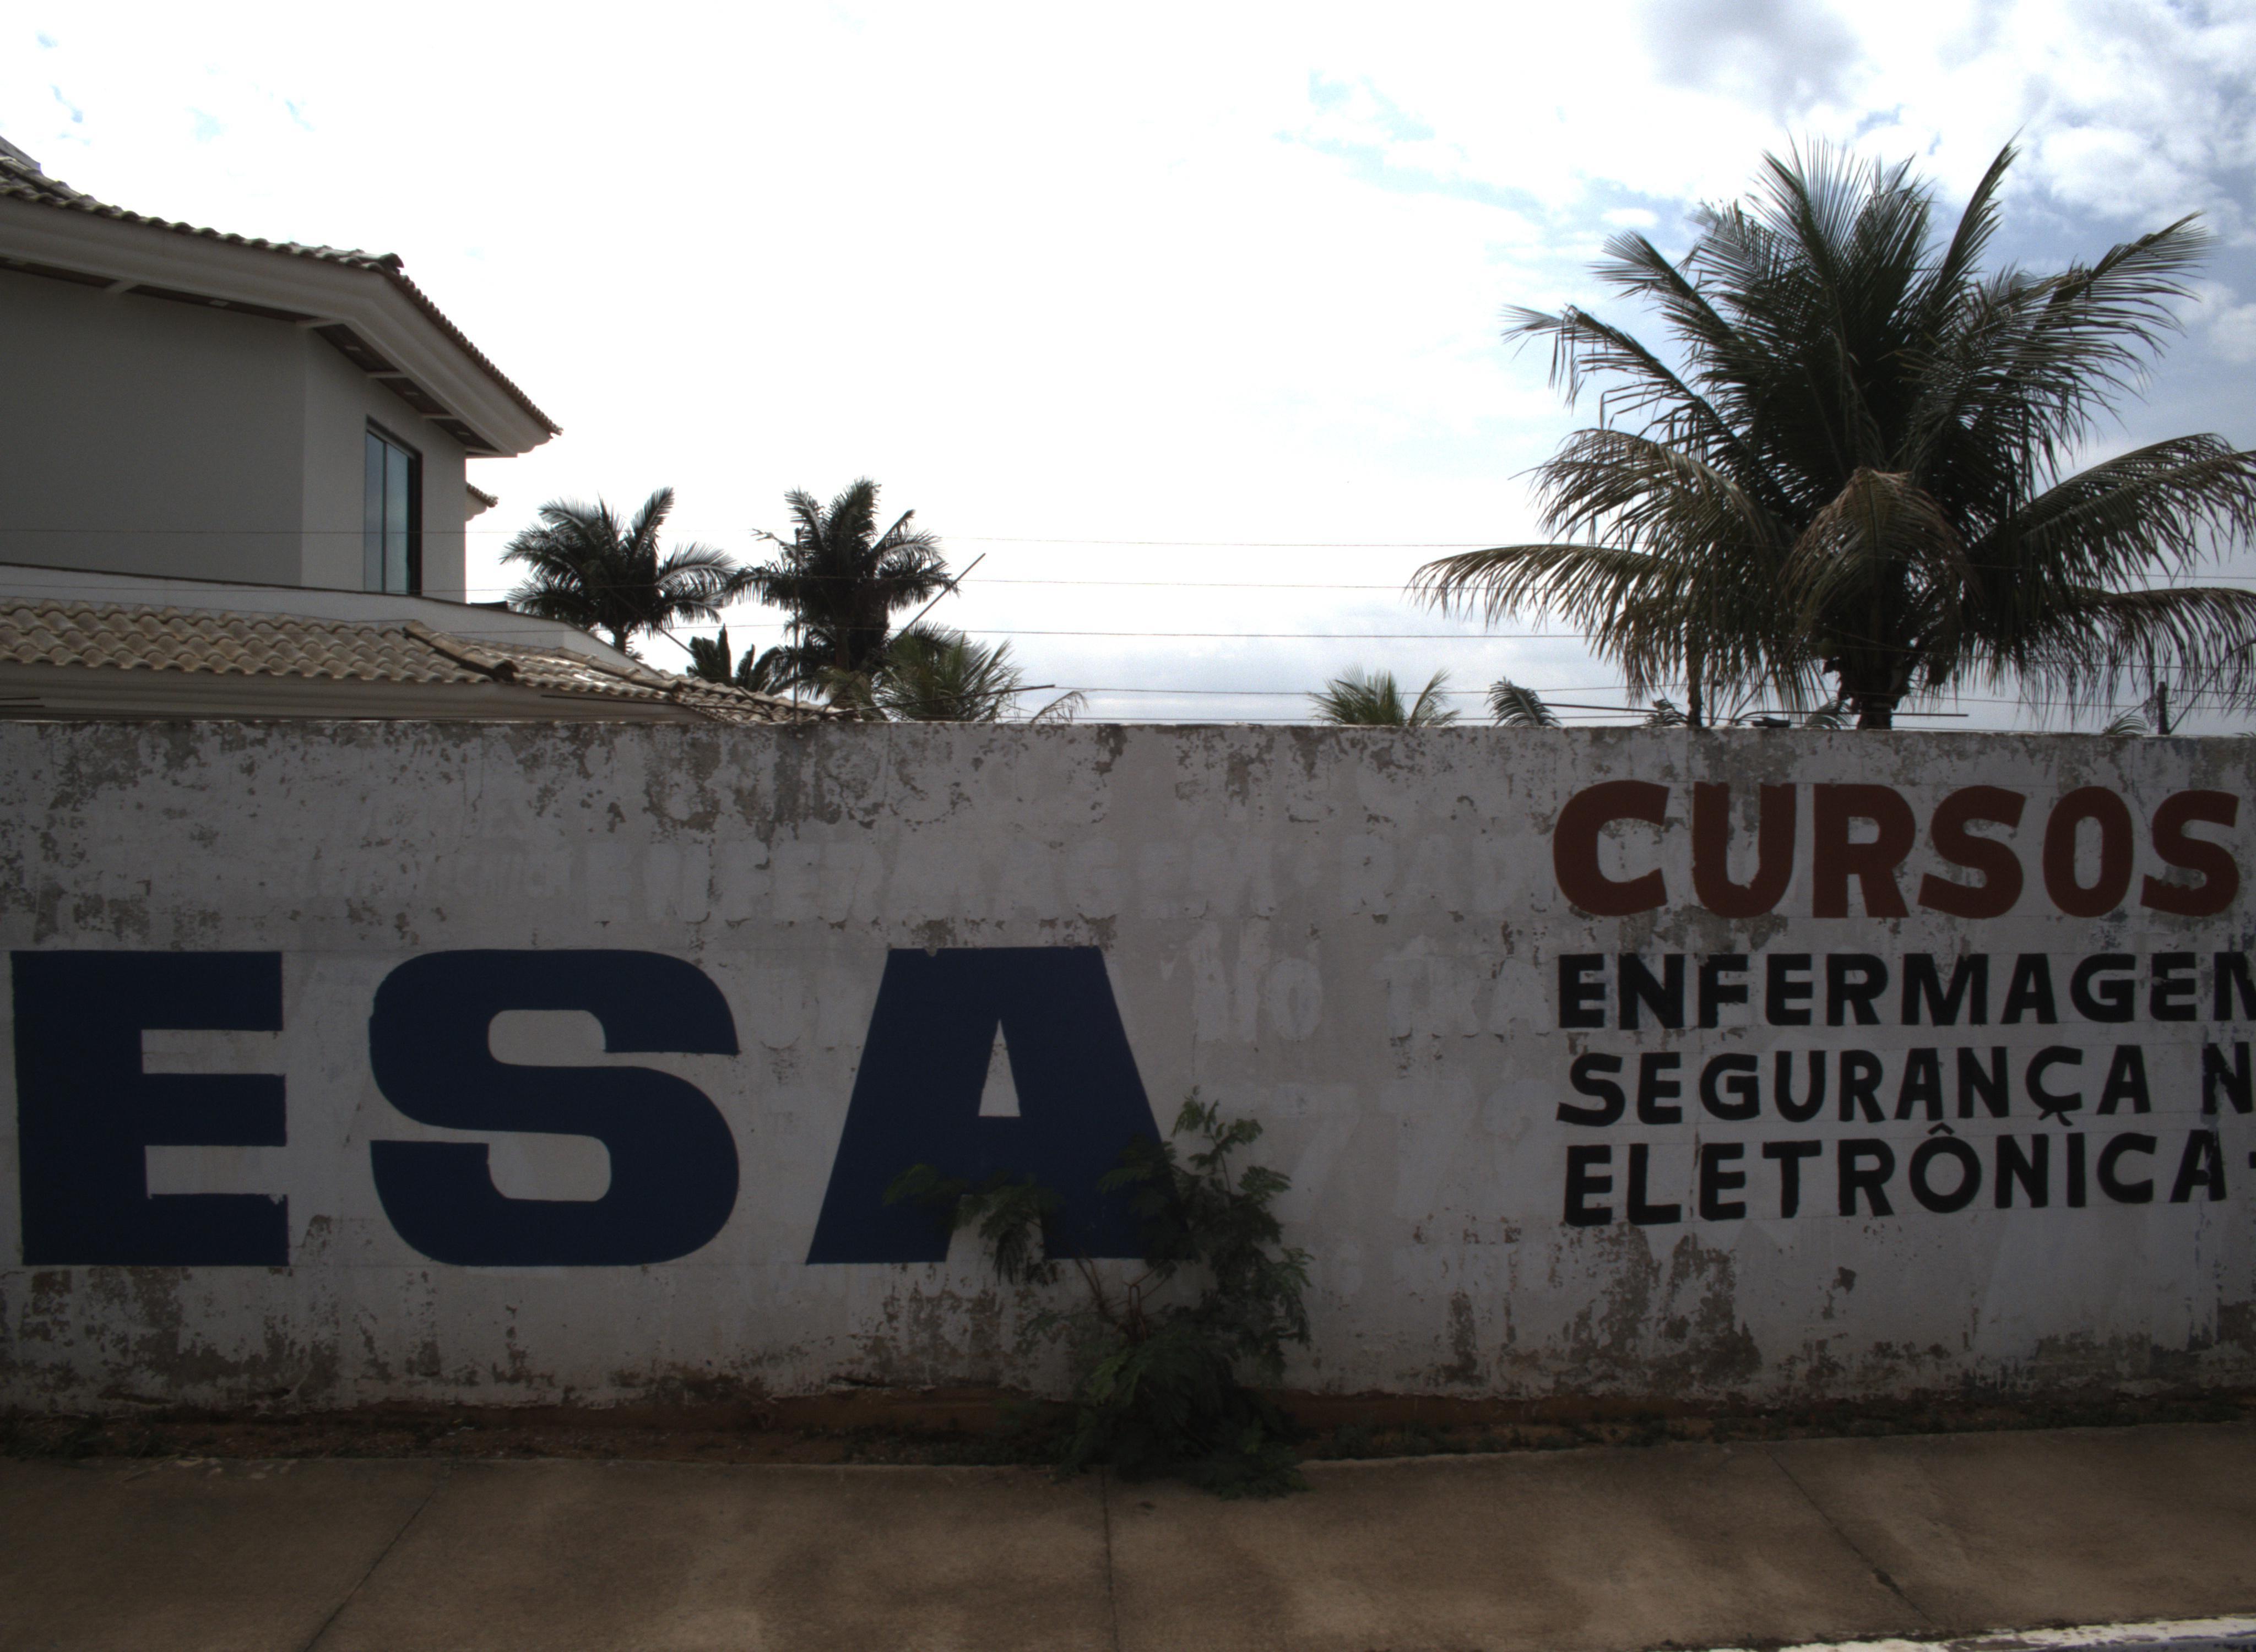 ESA
CURSOS
ENFERMAGEM
SEGURANÇA N
ELETRÔNICA